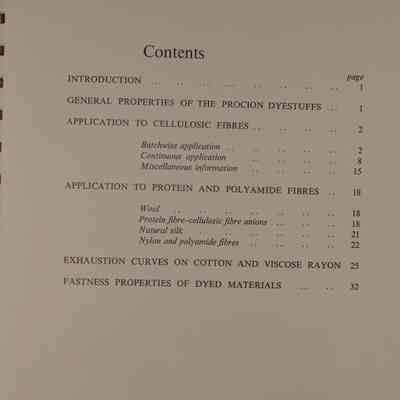 Contents
page
INTRODUCTION .. .. .. .. .. .. .. 1
GENERAL PROPERTIES OF THE PROCION DYESTUFFS .. 1
APPLICATION TO CELLULOSIC FIBRES .. .. .. .. 2
Batchwise application .. .. .. .. .. 2
Continuous application .. .. .. .. 8
Miscellaneous information .. .. .. .. 15
APPLICATION TO PROTEIN AND POLYAMIDE FIBRES .. 18
Wool .. .. .. .. .. .. .. 18
Protein fibre-cellulosic fibre unions .. .. .. 18
Natural silk .. .. .. .. .. 21
Nylon and polyamide fibres .. .. .. .. 22
EXHAUSTION CURVES ON COTTON AND VISCOSE RAYON 25
FASTNESS PROPERTIES OF DYED MATERIALS .. .. 32